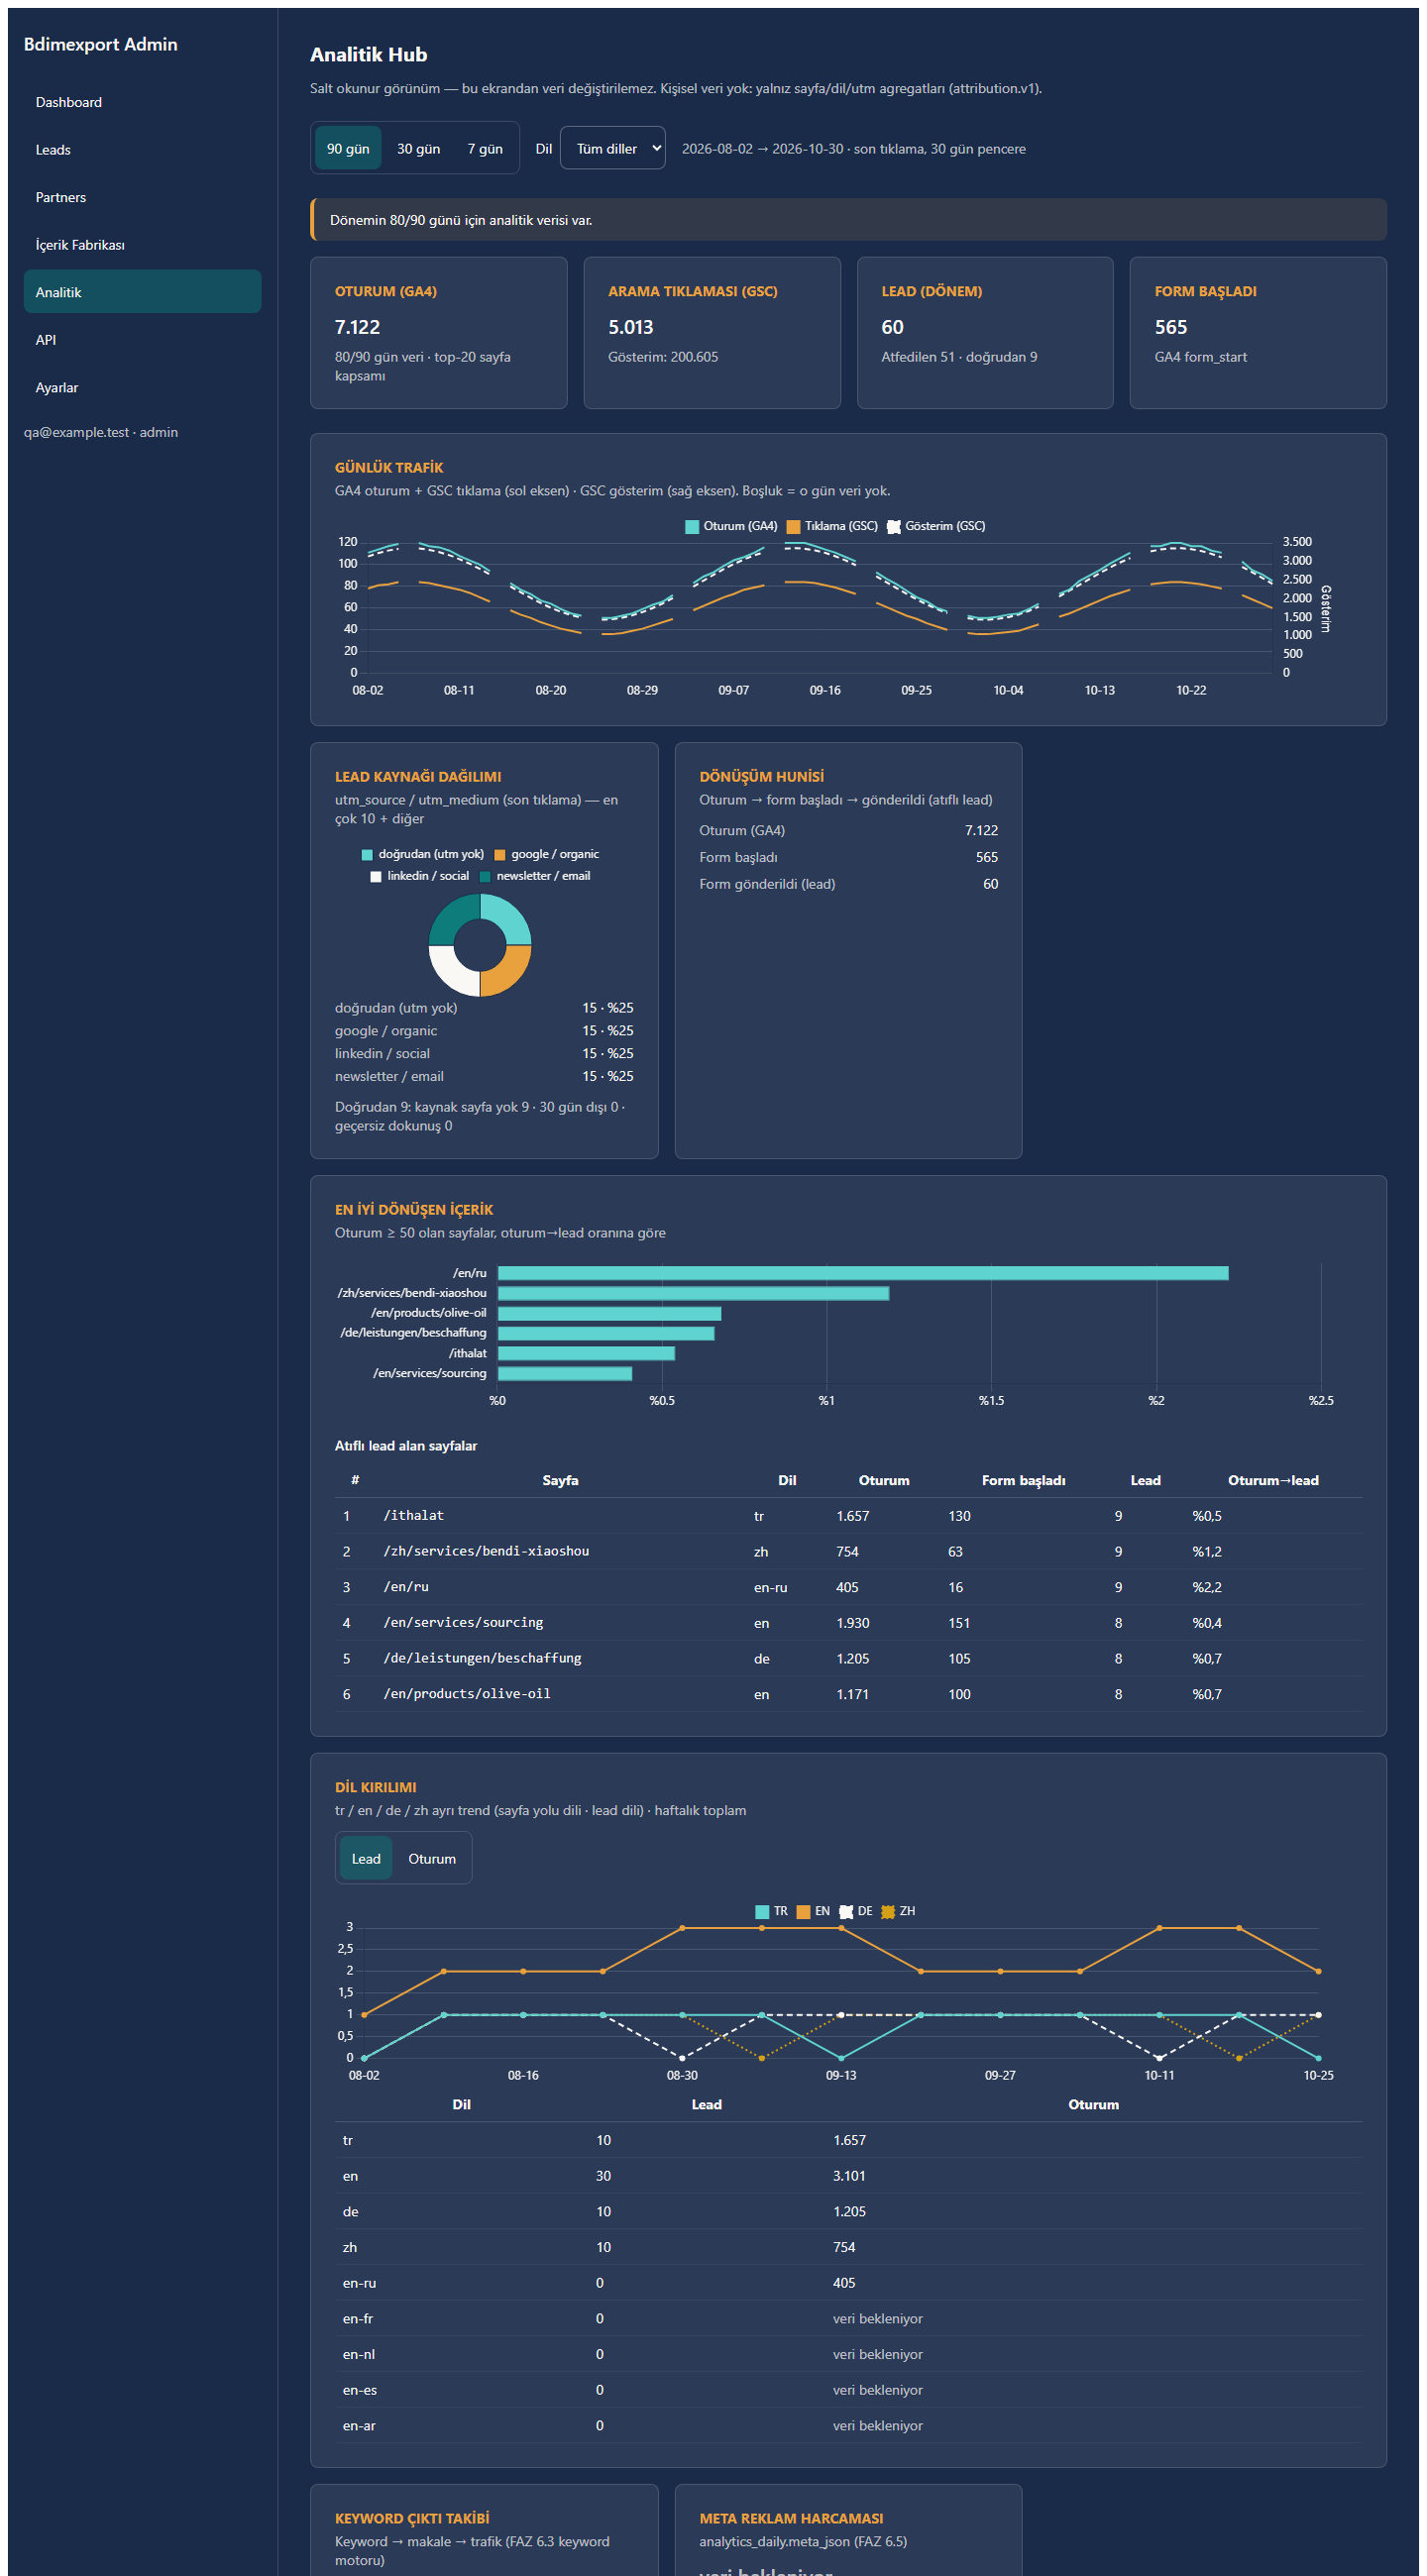 Bdimexport Admin
Dashboard
Leads
Partners
İçerik Fabrikası
Analitik
API
Ayarlar
qa@example.test · admin
Analitik Hub
Salt okunur görünüm — bu ekrandan veri değiştirilemez. Kişisel veri yok: yalnız sayfa/dil/utm agregatları (attribution.v1).
90 gün 30 gün 7 gün Dil Tüm diller 2026-08-02 → 2026-10-30 · son tıklama, 30 gün pencere
Dönemin 80/90 günü için analitik verisi var.
OTURUM (GA4)
7.122
80/90 gün veri · top-20 sayfa
kapsamı
ARAMA TIKLAMASI (GSC)
5.013
Gösterim: 200.605
LEAD (DÖNEM)
60
Atfedilen 51 · doğrudan 9
FORM BAŞLADI
565
GA4 form_start
GÜNLÜK TRAFİK
GA4 oturum + GSC tıklama (sol eksen) · GSC gösterim (sağ eksen). Boşluk = o gün veri yok.
Oturum (GA4) Tıklama (GSC) Gösterim (GSC)
120 3.500
100 3.000
80 2.500
60 2.000
40 1.500
20 1.000
0 500
0
Gösterim
08-02 08-11 08-20 08-29 09-07 09-16 09-25 10-04 10-13 10-22
LEAD KAYNAĞI DAĞILIMI
utm_source / utm_medium (son tıklama) — en
çok 10 + diğer
doğrudan (utm yok) google / organic
linkedin / social newsletter / email
doğrudan (utm yok) 15 · %25
google / organic 15 · %25
linkedin / social 15 · %25
newsletter / email 15 · %25
Doğrudan 9: kaynak sayfa yok 9 · 30 gün dışı 0 ·
geçersiz dokunuş 0
DÖNÜŞÜM HUNİSİ
Oturum → form başladı → gönderildi (atıflı lead)
Oturum (GA4) 7.122
Form başladı 565
Form gönderildi (lead) 60
EN İYİ DÖNÜŞEN İÇERİK
Oturum ≥ 50 olan sayfalar, oturum→lead oranına göre
/en/ru
/zh/services/bendi-xiaoshou
/en/products/olive-oil
/de/leistungen/beschaffung
/ithalat
/en/services/sourcing
%0 %0.5 %1 %1.5 %2 %2.5
Atıflı lead alan sayfalar
# Sayfa Dil Oturum Form başladı Lead Oturum→lead
1 /ithalat tr 1.657 130 9 %0,5
2 /zh/services/bendi-xiaoshou zh 754 63 9 %1,2
3 /en/ru en-ru 405 16 9 %2,2
4 /en/services/sourcing en 1.930 151 8 %0,4
5 /de/leistungen/beschaffung de 1.205 105 8 %0,7
6 /en/products/olive-oil en 1.171 100 8 %0,7
DİL KIRILIMI
tr / en / de / zh ayrı trend (sayfa yolu dili · lead dili) · haftalık toplam
Lead Oturum
TR EN DE ZH
3
2,5
2
1,5
1
0,5
0
08-02 08-16 08-30 09-13 09-27 10-11 10-25
Dil Lead Oturum
tr 10 1.657
en 30 3.101
de 10 1.205
zh 10 754
en-ru 0 405
en-fr 0 veri bekleniyor
en-nl 0 veri bekleniyor
en-es 0 veri bekleniyor
en-ar 0 veri bekleniyor
KEYWORD ÇIKTI TAKİBİ
Keyword → makale → trafik (FAZ 6.3 keyword
motoru)
META REKLAM HARCAMASI
analytics_daily.meta_json (FAZ 6.5)
veri bekleniyor